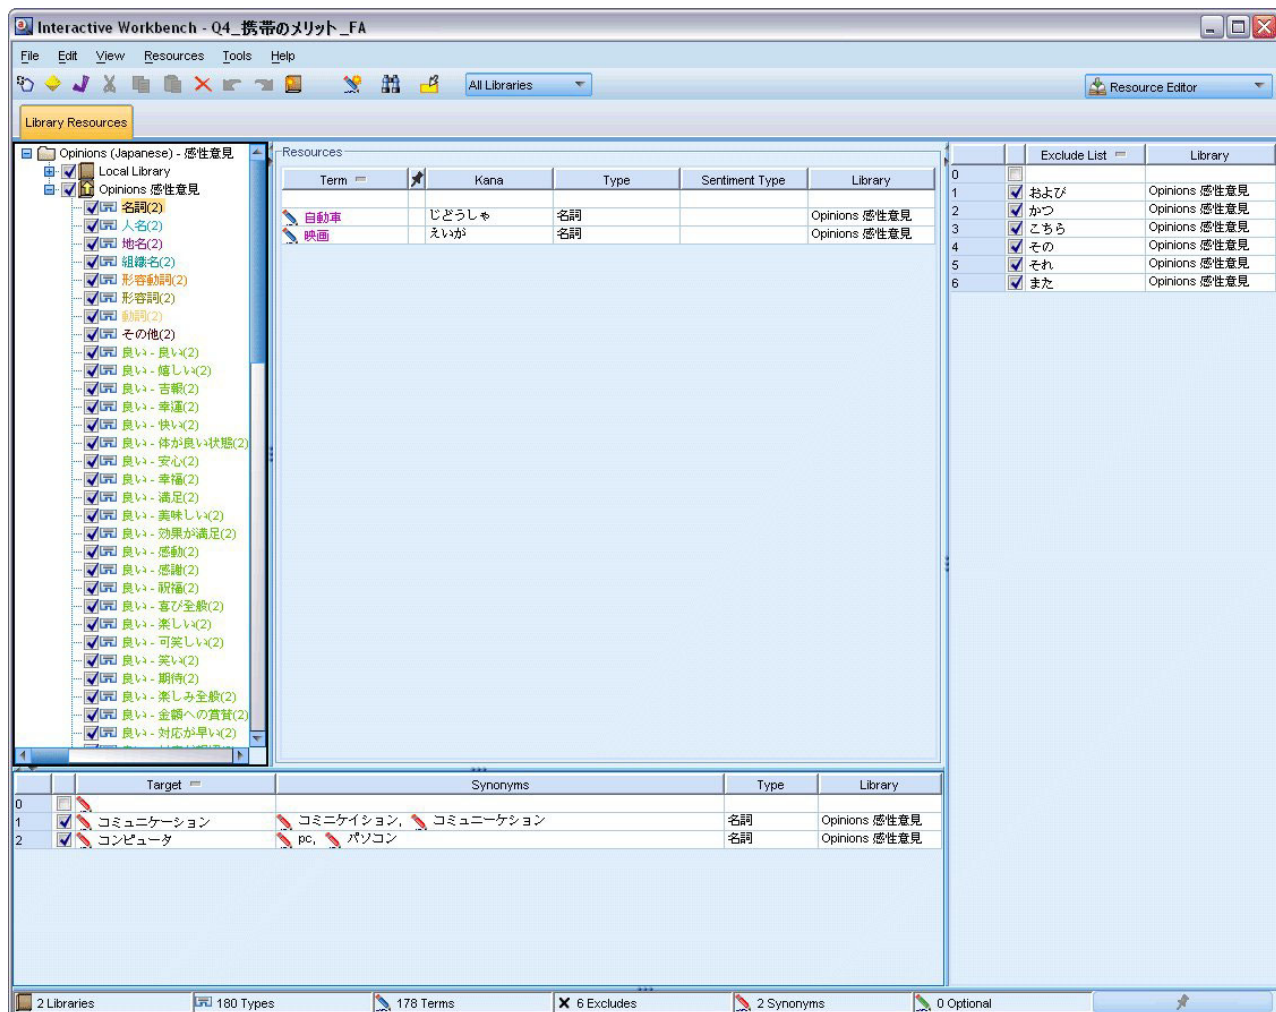 Interactive Workbench - Q4_携帯のメリット_FA
File Edit View Resources Tools Help
All Libraries
Resource Editor
Library Resources
Opinions (Japanese) - 感性意見
Local Library
Opinions 感性意見
名詞(2)
人名(2)
地名(2)
組織名(2)
形容動詞(2)
形容詞(2)
動詞(2)
その他(2)
良い - 良い(2)
良い - 嬉しい(2)
良い - 吉報(2)
良い - 幸運(2)
良い - 快い(2)
良い - 体が良い状態(2)
良い - 安心(2)
良い - 幸福(2)
良い - 満足(2)
良い - 美味しい(2)
良い - 効果が満足(2)
良い - 感動(2)
良い - 感謝(2)
良い - 祝福(2)
良い - 喜び全般(2)
良い - 楽しい(2)
良い - 可笑しい(2)
良い - 笑い(2)
良い - 期待(2)
良い - 楽しみ全般(2)
良い - 金額への賞賛(2)
良い - 対応が早い(2)
Resources
Term Kana Type Sentiment Type Library
自動車 じどうしゃ 名詞 Opinions 感性意見
映画 えいが 名詞 Opinions 感性意見
Exclude List Library
0
1 および Opinions 感性意見
2 かつ Opinions 感性意見
3 こちら Opinions 感性意見
4 その Opinions 感性意見
5 それ Opinions 感性意見
6 また Opinions 感性意見
Target Synonyms Type Library
0
1 コミュニケーション コミニケイション, コミュニーケション 名詞 Opinions 感性意見
2 コンピュータ pc, パソコン 名詞 Opinions 感性意見
2 Libraries 180 Types 178 Terms 6 Excludes 2 Synonyms 0 Optional